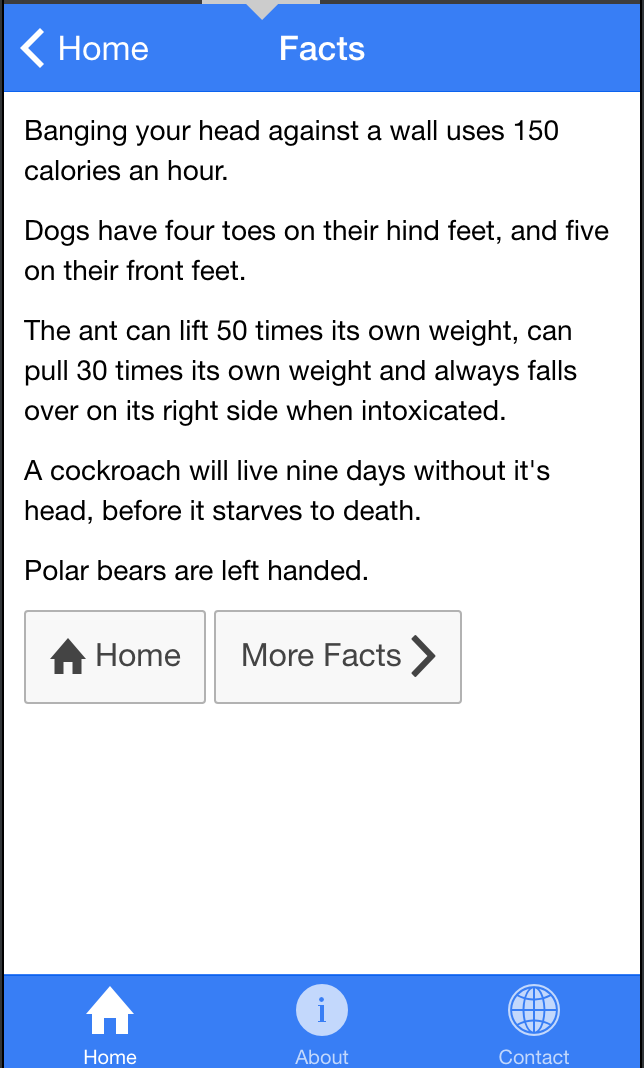 Home
Facts
Banging your head against a wall uses 150
calories an hour.
Dogs have four toes on their hind feet, and five
on their front feet.
The ant can lift 50 times its own weight, can
pull 30 times its own weight and always falls
over on its right side when intoxicated.
A cockroach will live nine days without it's
head, before it starves to death.
Polar bears are left handed.
Home
More Facts
i
Home
About
Contact